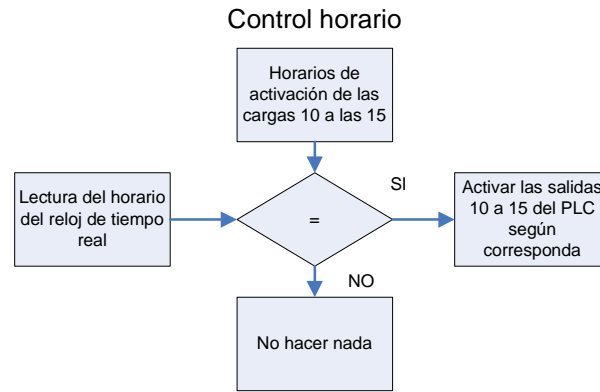 Control horario
Horarios de
activación de las
cargas 10 a las 15
Lectura del horario
del reloj de tiempo
real
=
SI
Activar las salidas
10 a 15 del PLC
según
corresponda
NO
No hacer nada